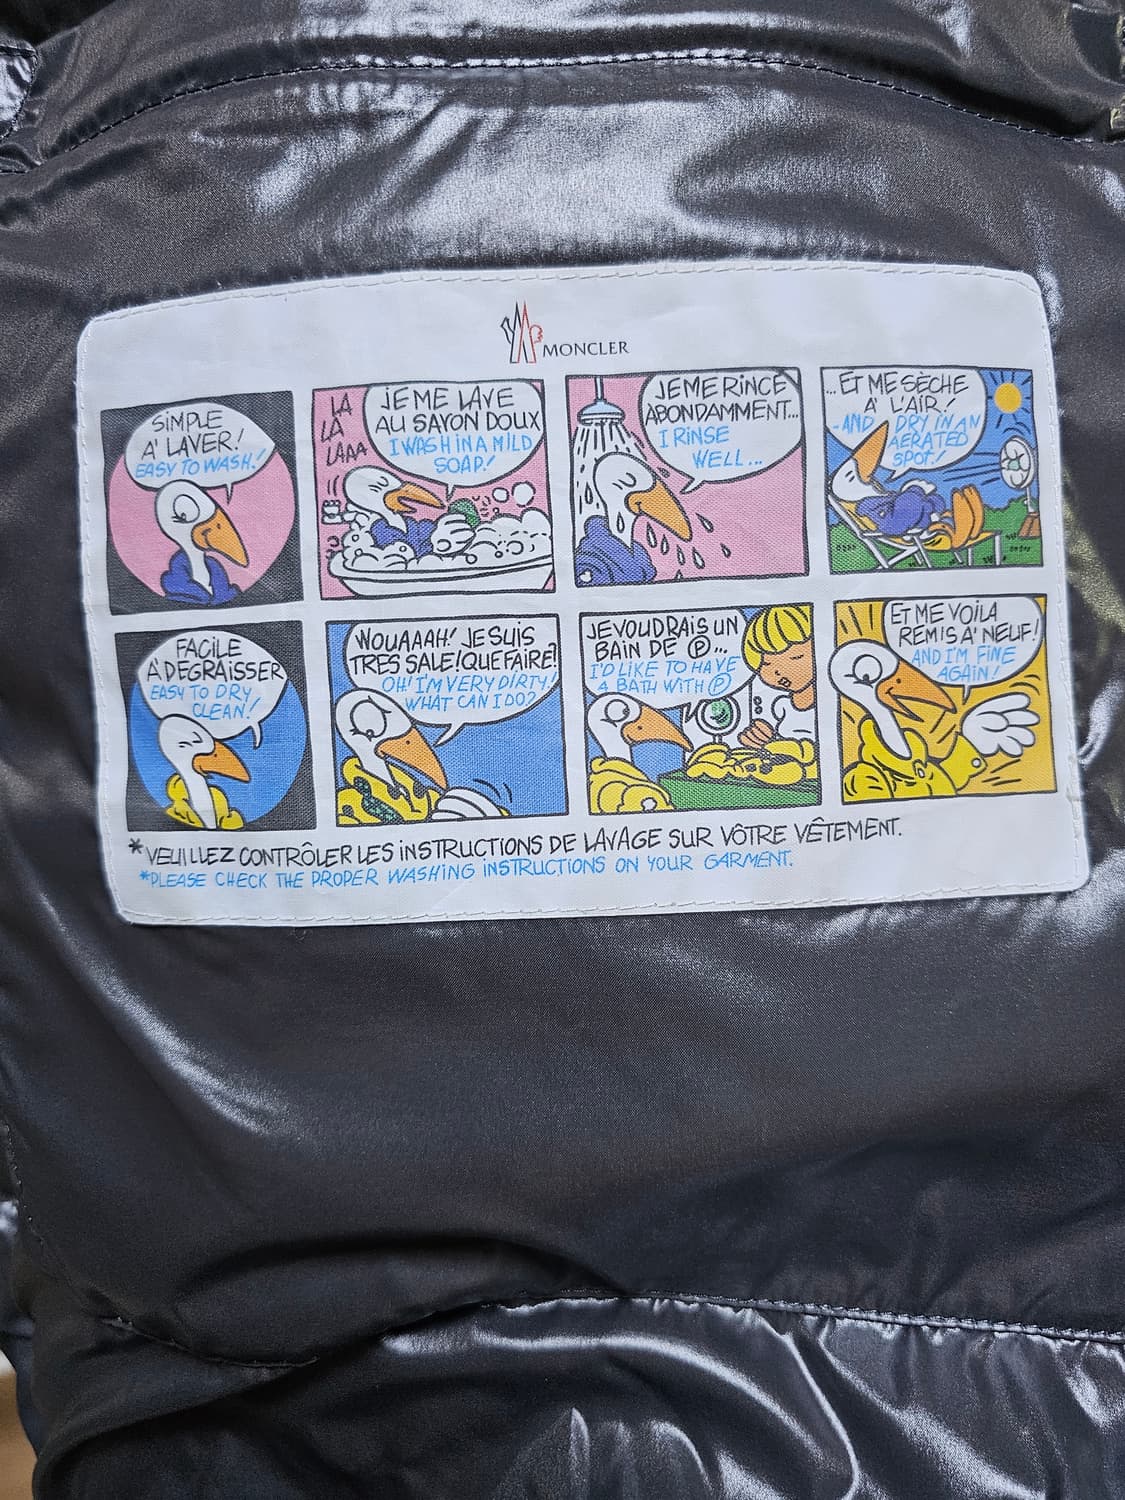 MONCLER
SIMPLE
A' LAVER!
EASY TO WASH!
LA
LA
LAAA
JE ME LAVE
AU SAVON DOUX
I WASH IN A MILD
SOAP!
JE ME RINCE
ABONDAMMENT...
I RINSE
WELL...
...ET ME SÈCHE
A' L'AIR!
-AND DRY IN AN
AERATED
SPOT!
FACILE
A' DEGRAISSER
EASY TO DRY
CLEAN!
WOUAAAH! JE SUIS
TRES SALE! QUE FAIRE?
OH! I'M VERY DIRTY!
WHAT CAN I DO?
JE VOUDRAIS UN
BAIN DE Ⓟ...
I'D LIKE TO HAVE
A BATH WITH Ⓟ
ET ME VOILA
REMIS A' NEUF!
AND I'M FINE
AGAIN!
*VEUILLEZ CONTRÔLER LES INSTRUCTIONS DE LAVAGE SUR VÔTRE VÊTEMENT.
*PLEASE CHECK THE PROPER WASHING INSTRUCTIONS ON YOUR GARMENT.